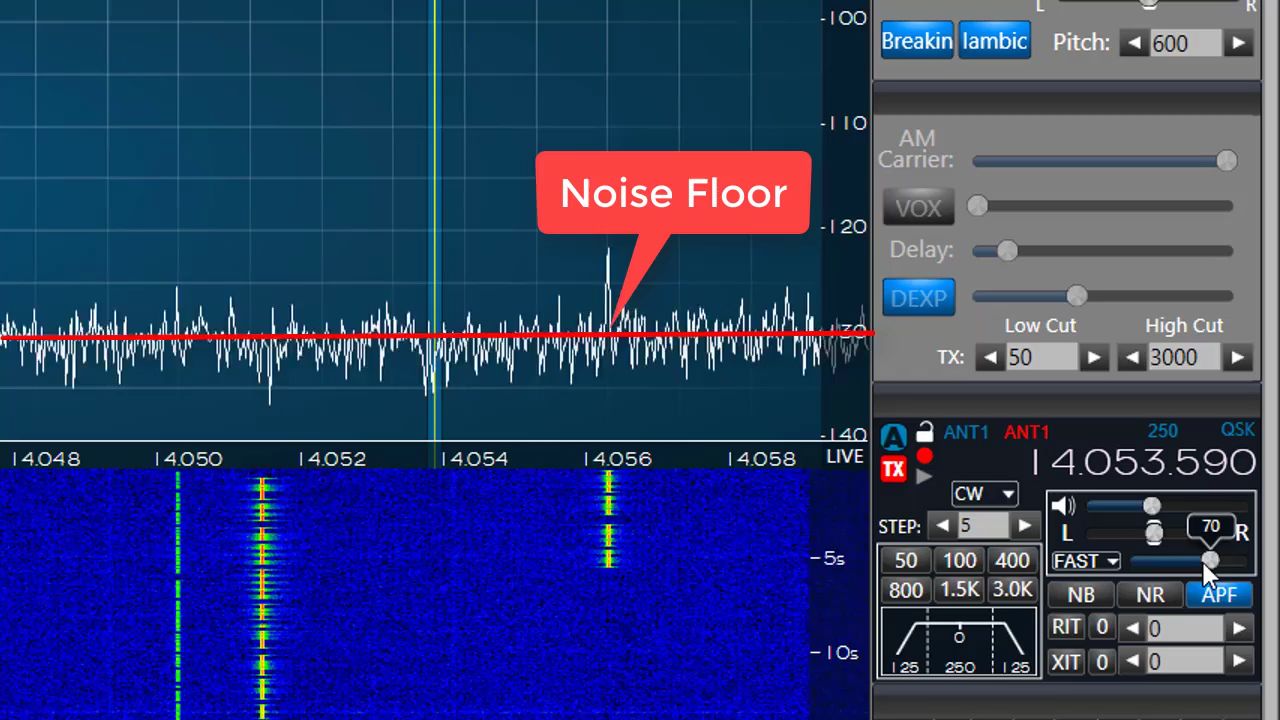 -100
-110
-120
-130
-140
Noise Floor
14.048
14.050
14.052
14.054
14.056
14.058
LIVE
5s
10s
L
R
Breakin
Iambic
Pitch:
600
AM
Carrier:
VOX
Delay:
DEXP
Low Cut
High Cut
TX:
50
3000
A
ANT1
ANT1
250
QSK
TX
14.053.590
CW
STEP:
5
L
70
R
FAST
50
100
400
800
1.5K
3.0K
NB
NR
APF
0
125
250
125
RIT
0
0
XIT
0
0